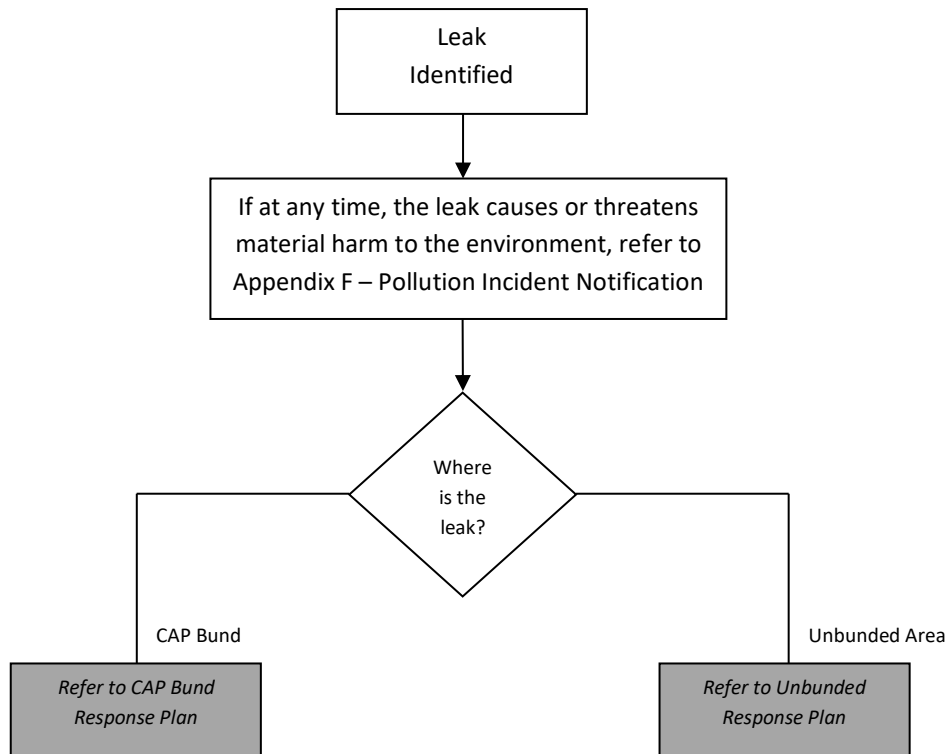 Leak
Identified
If at any time, the leak causes or threatens
material harm to the environment, refer to
Appendix F – Pollution Incident Notification
Where
is the
leak?
CAP Bund
Unbunded Area
Refer to CAP Bund
Response Plan
Refer to Unbunded
Response Plan